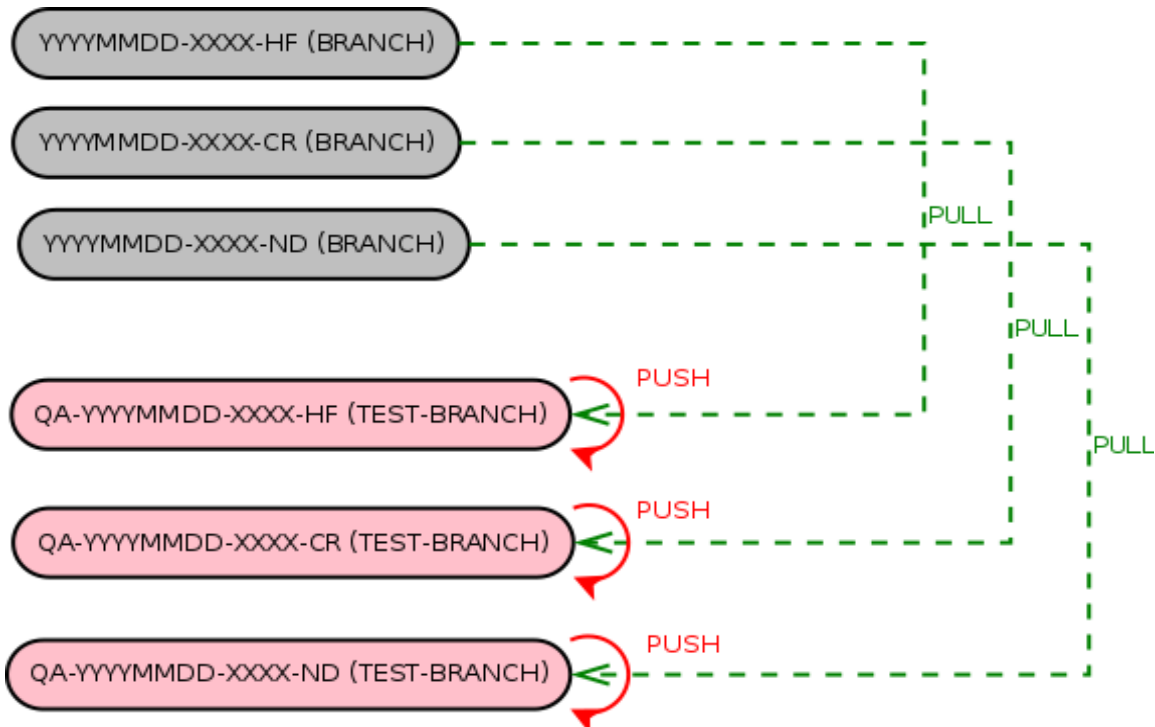 YYYYMMDD-XXXX-HF (BRANCH)
YYYYMMDD-XXXX-CR (BRANCH)
PULL
YYYYMMDD-XXXX-ND (BRANCH)
PULL
PUSH
QA-YYYYMMDD-XXXX-HF (TEST-BRANCH)
PULL
PUSH
QA-YYYYMMDD-XXXX-CR (TEST-BRANCH)
PUSH
QA-YYYYMMDD-XXXX-ND (TEST-BRANCH)